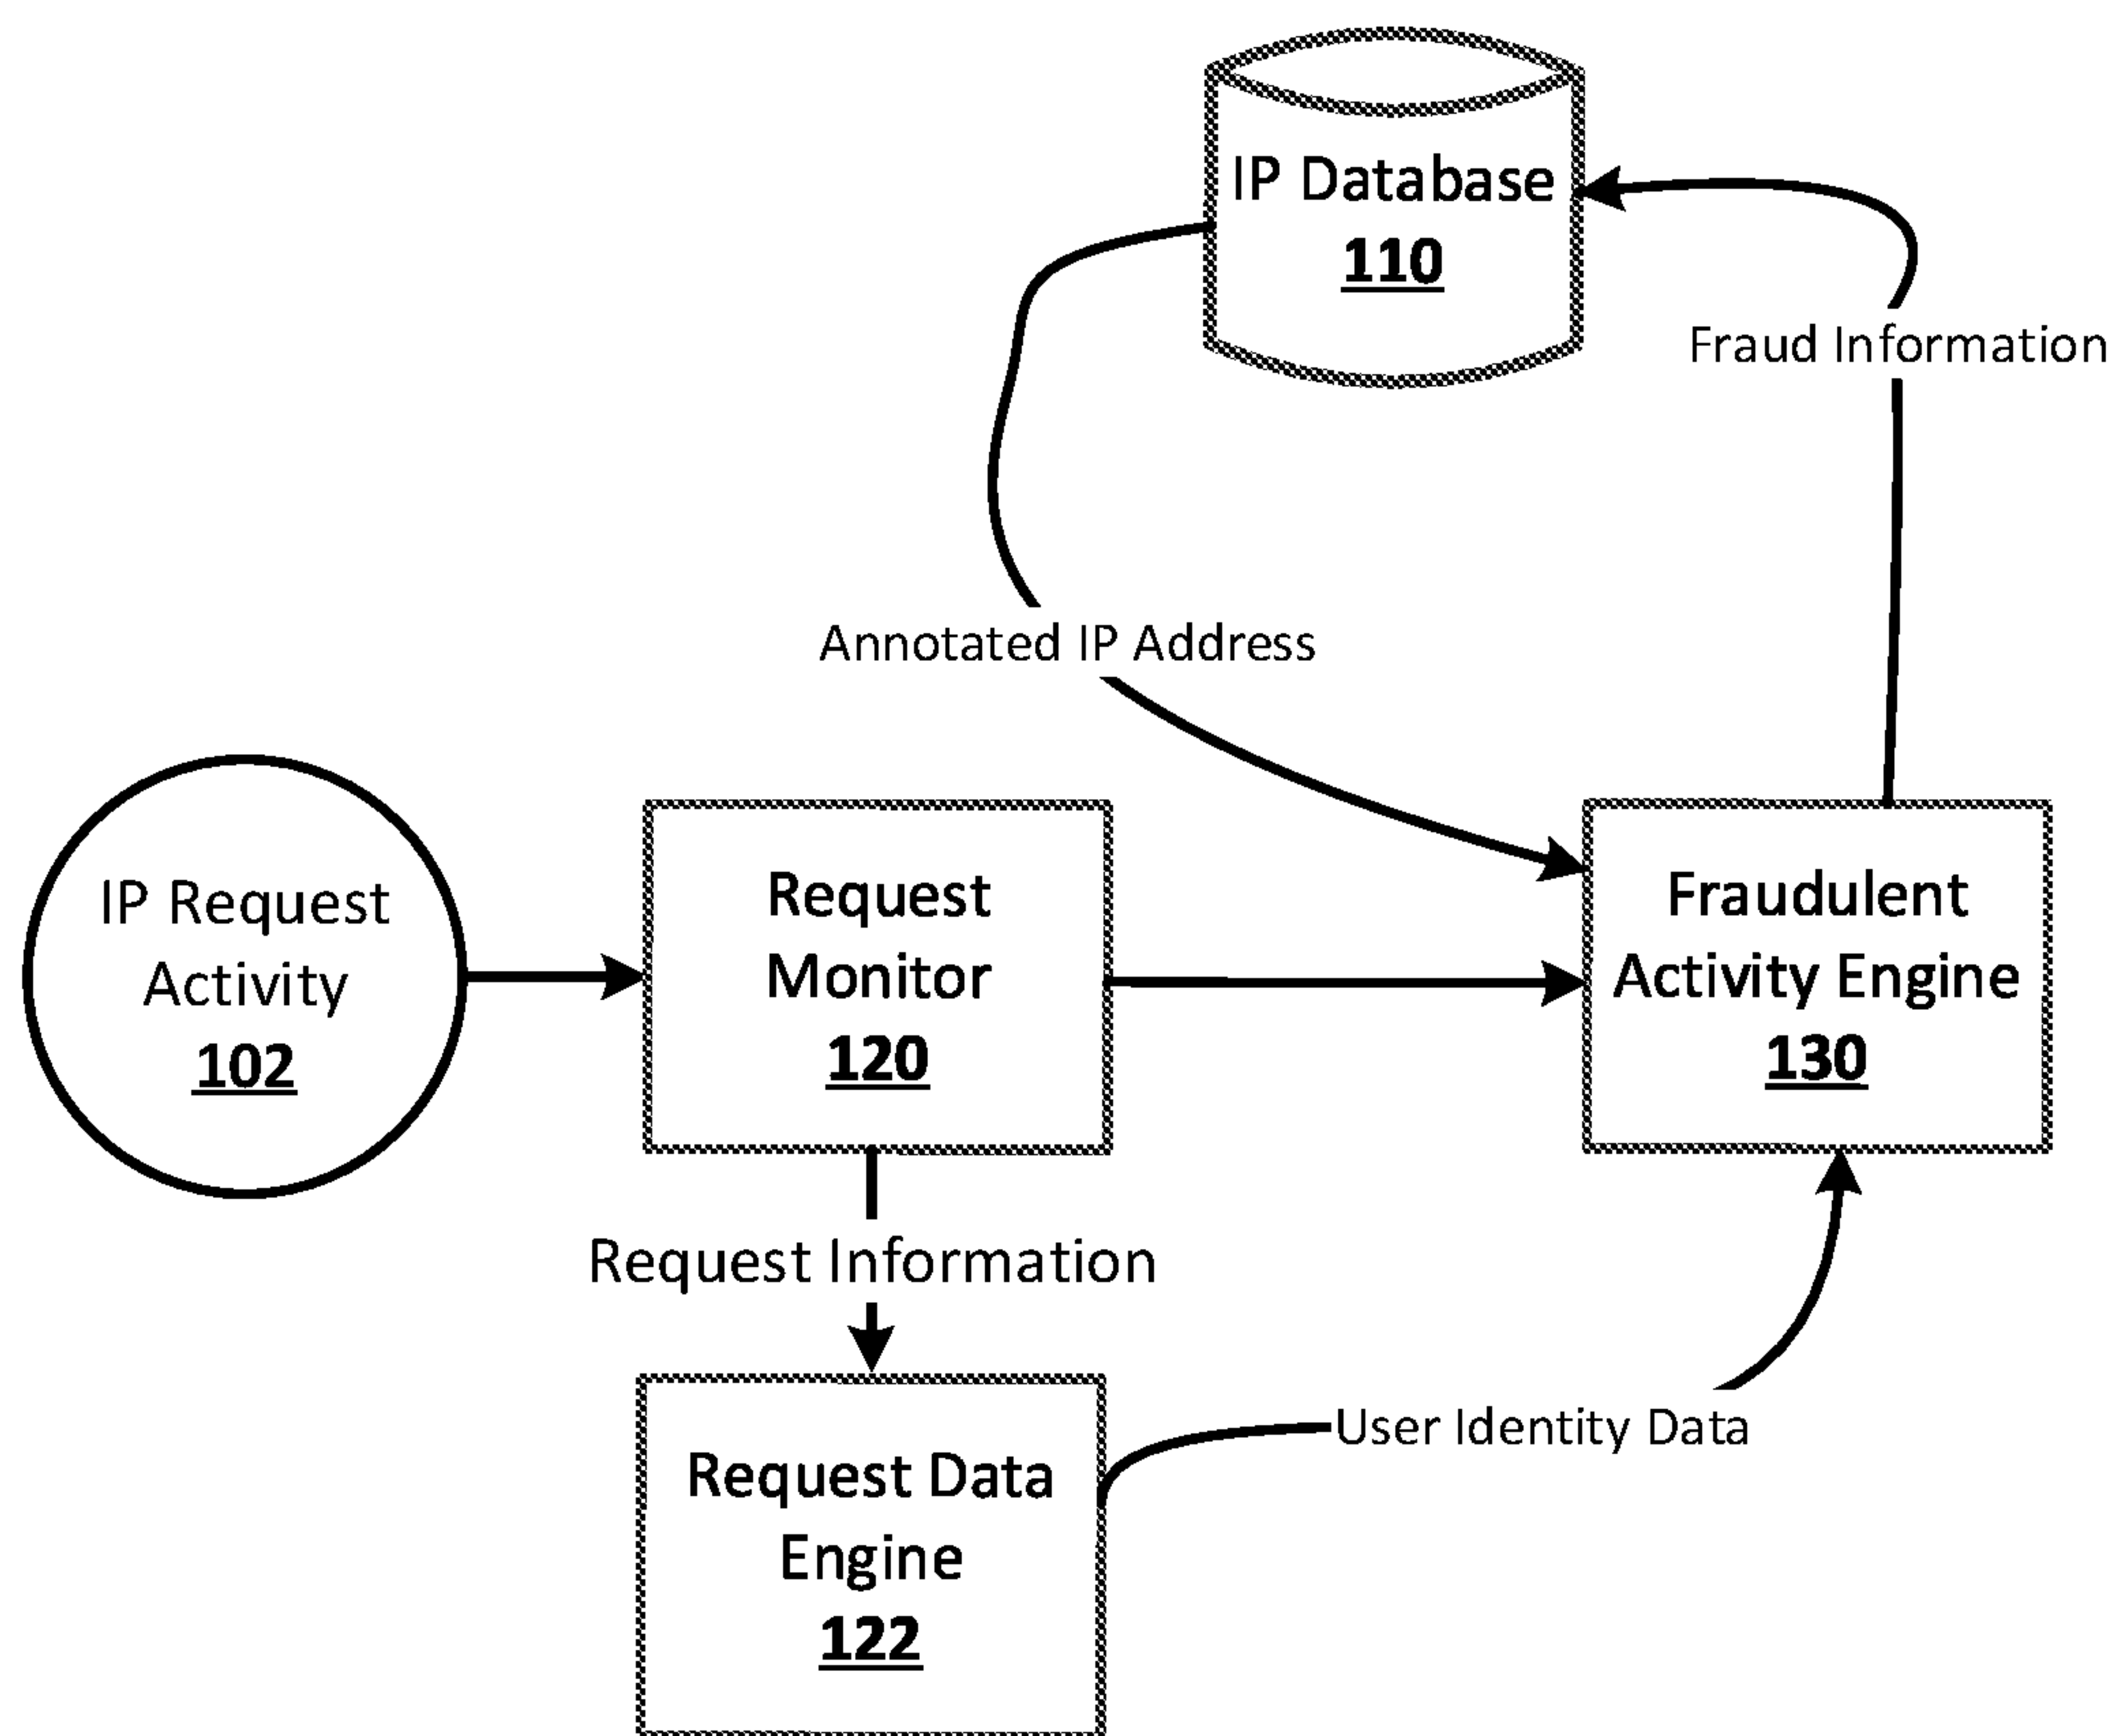 IP Database
110
Fraud Information
Annotated IP Address
IP Request
Activity
102
Request
Monitor
120
Fraudulent
Activity Engine
130
Request Information
User Identity Data
Request Data
Engine
122